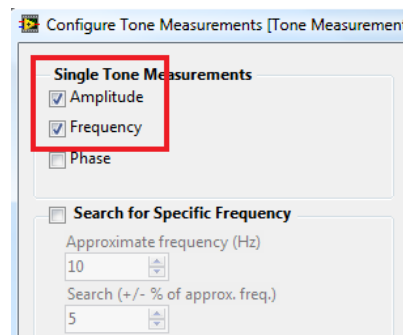 Configure Tone Measurements [Tone Measurement
Single Tone Measurements
Amplitude
Frequency
Phase
Search for Specific Frequency
Approximate frequency (Hz)
10
Search (+/- % of approx. freq.)
5